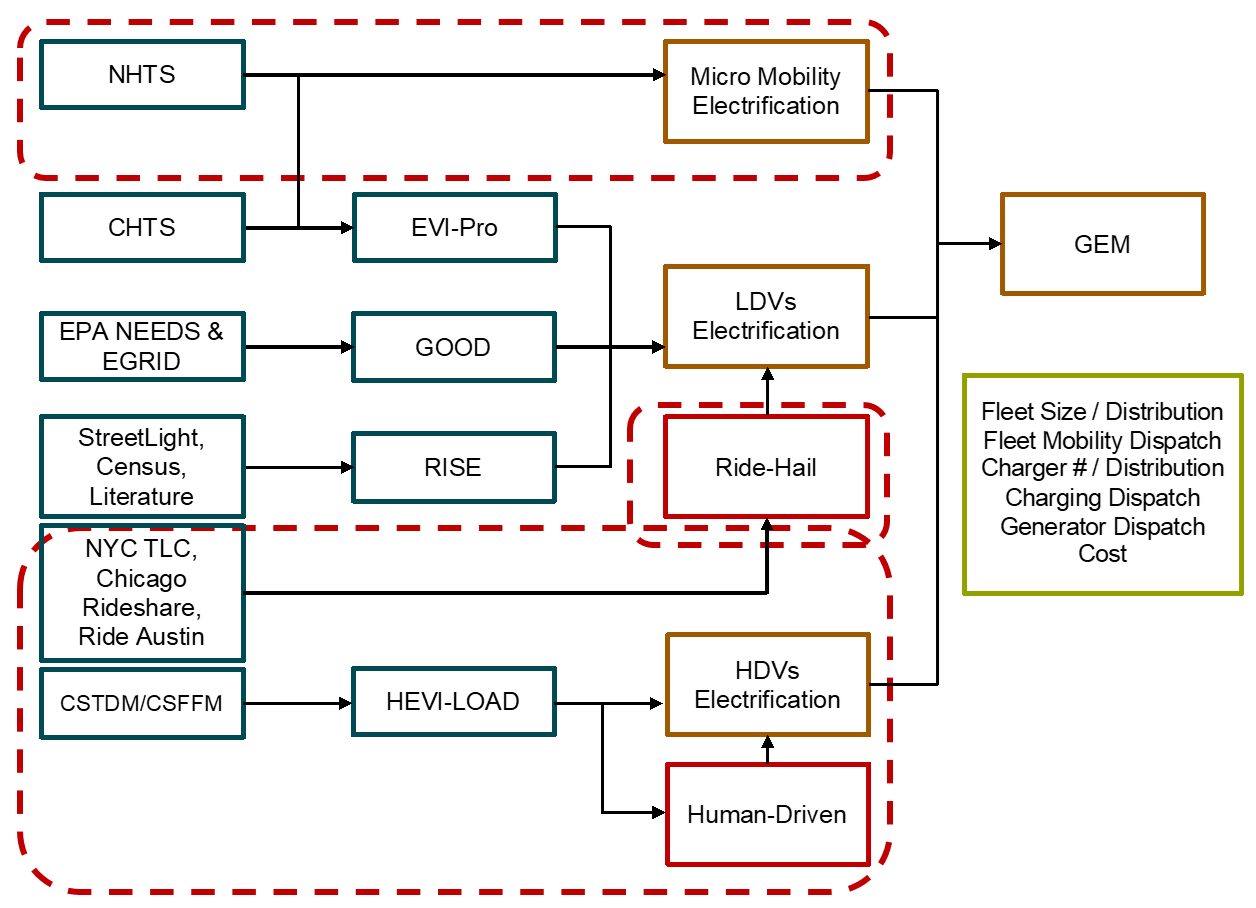 NHTS
Micro Mobility
Electrification
CHTS
EVI-Pro
GEM
EPA NEEDS &
EGRID
GOOD
LDVs
Electrification
StreetLight,
Census,
Literature
RISE
Ride-Hail
Fleet Size / Distribution
Fleet Mobility Dispatch
Charger # / Distribution
Charging Dispatch
Generator Dispatch
Cost
NYC TLC,
Chicago
Rideshare,
Ride Austin
CSTDM/CSFFM
HEVI-LOAD
HDVs
Electrification
Human-Driven